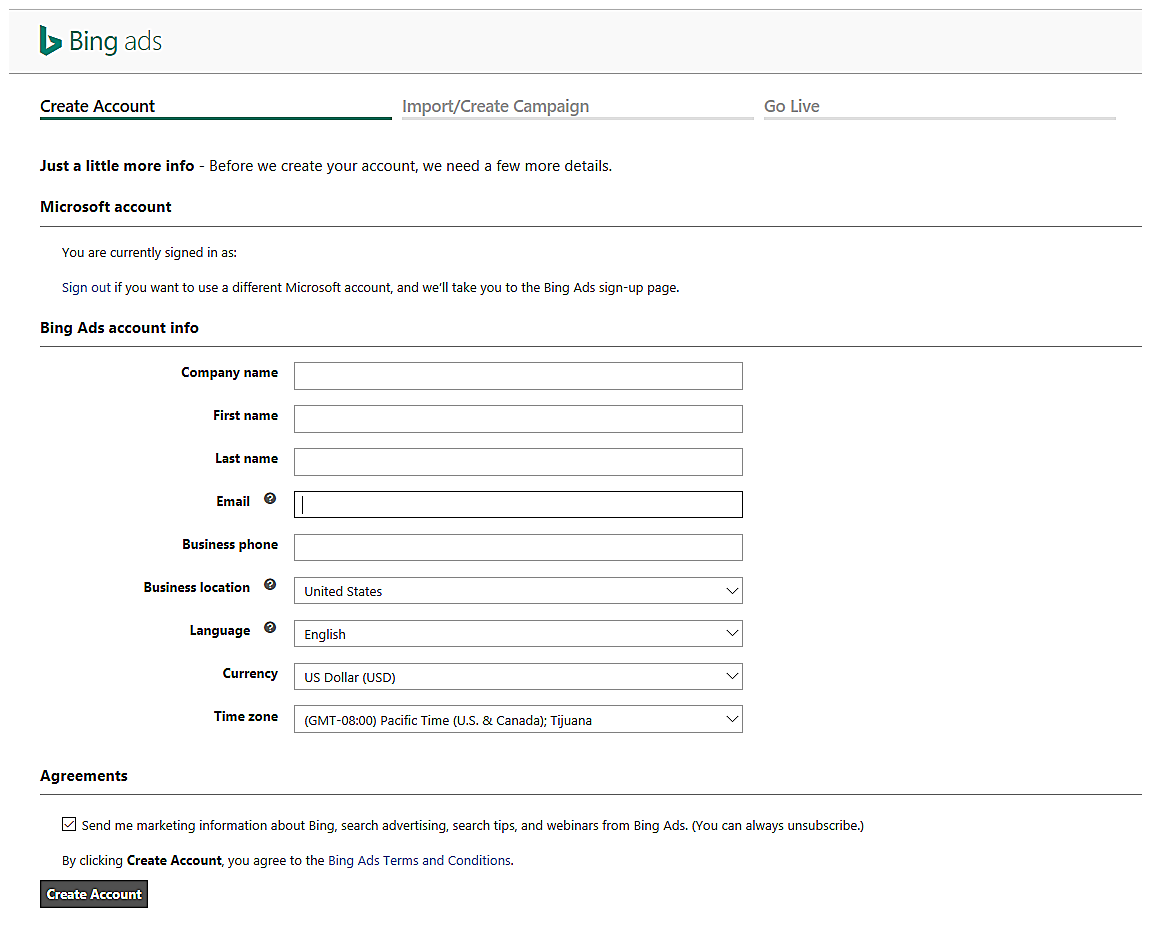 Bing ads
Create Account
Import/Create Campaign
Go Live
Just a little more info - Before we create your account, we need a few more details.
Microsoft account
You are currently signed in as:
Sign out if you want to use a different Microsoft account, and we'll take you to the Bing Ads sign-up page.
Bing Ads account info
Company name
First name
Last name
Email ?
Business phone
Business location ? United States
Language ? English
Currency US Dollar (USD)
Time zone (GMT-08:00) Pacific Time (U.S. & Canada); Tijuana
Agreements
Send me marketing information about Bing, search advertising, search tips, and webinars from Bing Ads. (You can always unsubscribe.)
By clicking Create Account, you agree to the Bing Ads Terms and Conditions.
Create Account